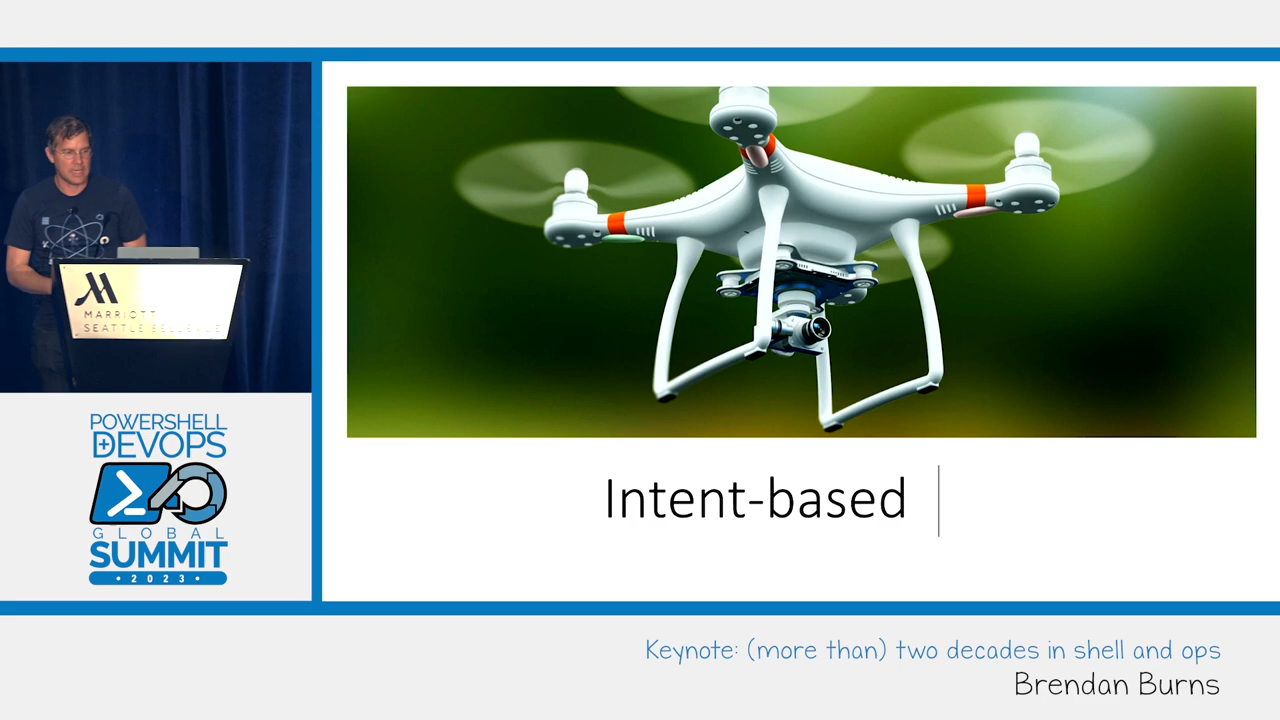 MARRIOTT
SEATTLE BELLEVUE
POWERSHELL
DEVOPS
GLOBAL
SUMMIT
• 2023 •
Intent-based
Keynote: (more than) two decades in shell and ops
Brendan Burns